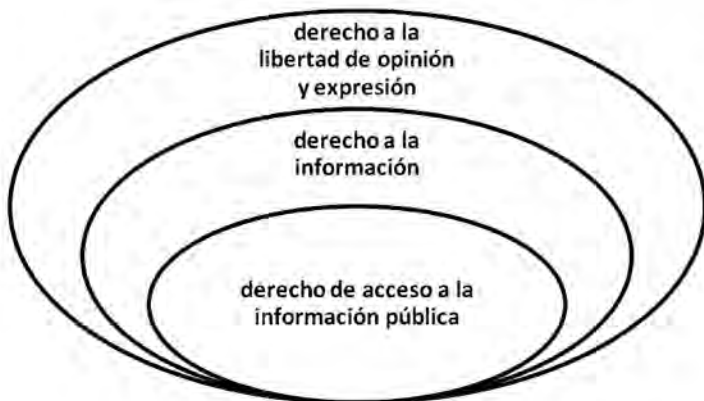 derecho a la
libertad de opinión
y expresión
derecho a la
información
derecho de acceso a la
información pública